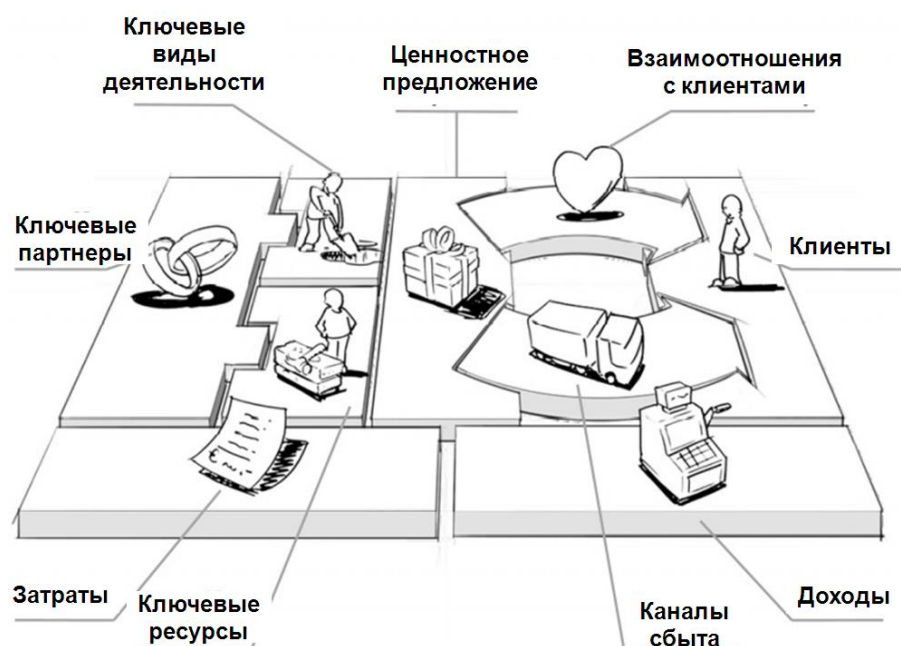 Ключевые
виды
деятельности
Ценностное
предложение
Взаимоотношения
с клиентами
Ключевые
партнеры
Клиенты
Затраты
Ключевые
ресурсы
Каналы
сбыта
Доходы